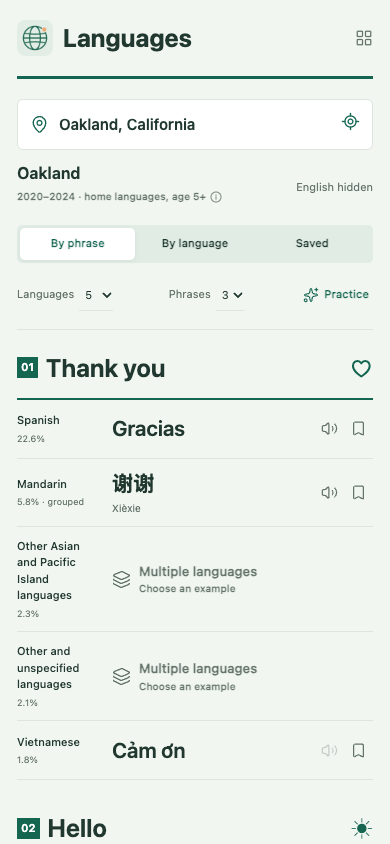 Languages
Oakland, California
Oakland
2020–2024 · home languages, age 5+
English hidden
By phrase
By language
Saved
Languages 5
Phrases 3
Practice
01 Thank you
Spanish
22.6%
Gracias
Mandarin
5.8% · grouped
谢谢
Xièxie
Other Asian
and Pacific
Island
languages
2.3%
Multiple languages
Choose an example
Other and
unspecified
languages
2.1%
Multiple languages
Choose an example
Vietnamese
1.8%
Cảm ơn
02 Hello